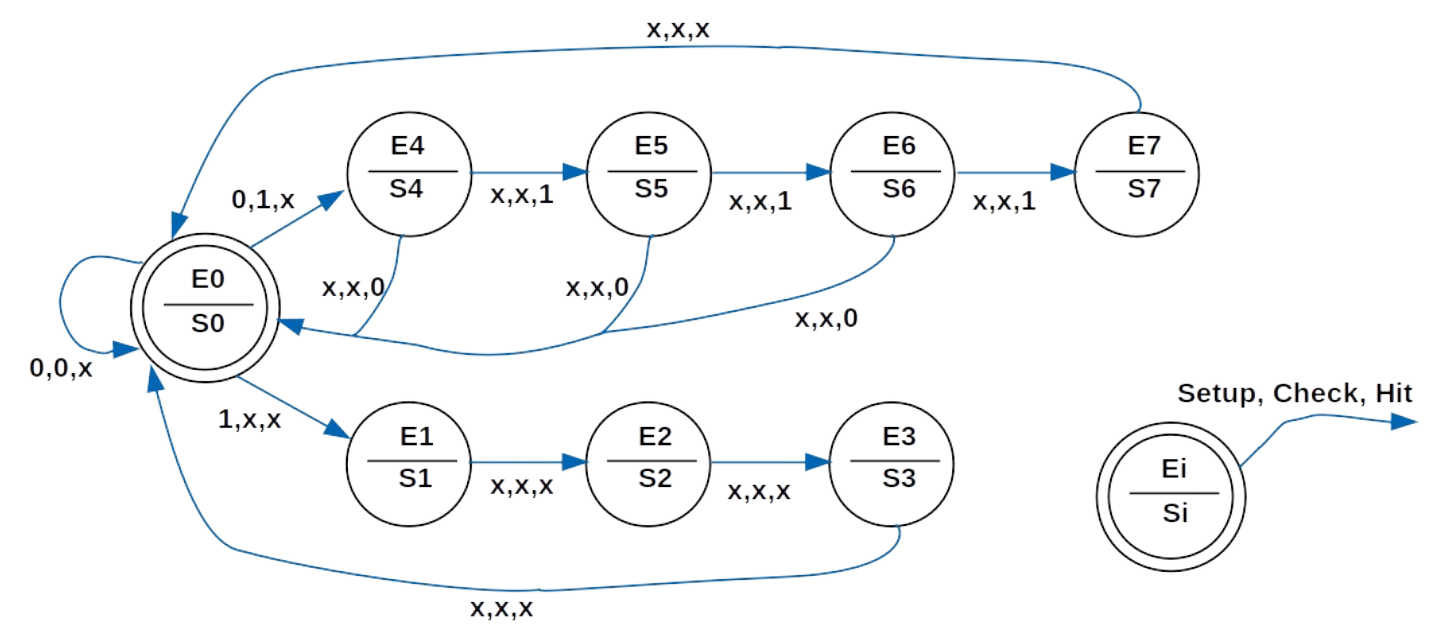 x,x,x
E4
S4
E5
S5
E6
S6
E7
S7
0,1,x
x,x,1
x,x,1
x,x,1
E0
S0
x,x,0
x,x,0
x,x,0
0,0,x
1,x,x
E1
S1
E2
S2
E3
S3
x,x,x
x,x,x
x,x,x
Setup, Check, Hit
Ei
Si